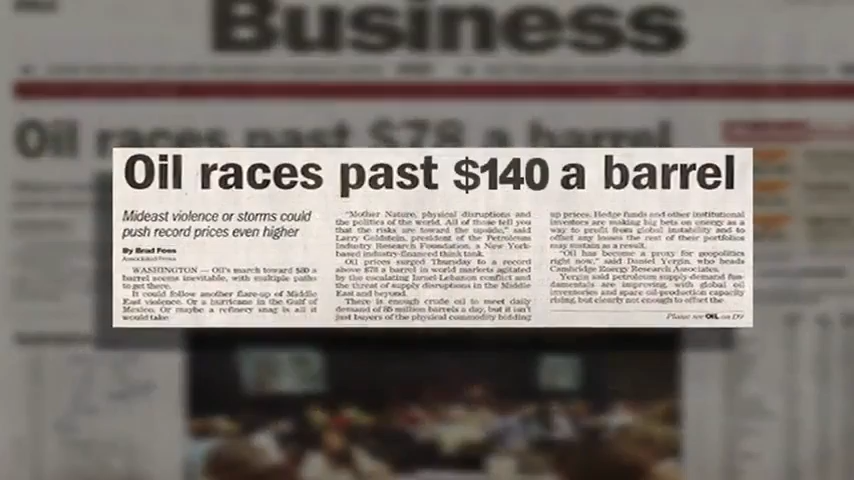 Business
Oil races past $78 a barrel
Oil races past $140 a barrel
Mideast violence or storms could
push record prices even higher
By Brad Foss
Associated Press
WASHINGTON — Oil's march toward $80 a
barrel seems inevitable, with multiple paths
to get there.
It could follow another flare-up of Middle
East violence. Or a hurricane in the Gulf of
Mexico. Or maybe a refinery snag is all it
would take.
"Mother Nature, physical disruptions and
the politics of the world. All of those tell you
that the risks are toward the upside," said
Larry Goldstein, president of the Petroleum
Industry Research Foundation, a New York-
based industry-financed think tank.
Oil prices surged Thursday to a record
above $78 a barrel in world markets agitated
by the escalating Israel-Lebanon conflict and
the threat of supply disruptions in the Middle
East and beyond.
There is enough crude oil to meet daily
demand of 85 million barrels a day, but it isn't
just buyers of the physical commodity bidding
up prices. Hedge funds and other institutional
investors are making big bets on energy as a
way to profit from global instability and to
offset any losses the rest of their portfolios
may sustain as a result.
"Oil has become a proxy for geopolitics
right now," said Daniel Yergin, who heads
Cambridge Energy Research Associates.
Yergin said petroleum supply-demand fun-
damentals are improving, with global oil
inventories and spare oil-production capacity
rising, but clearly not enough to offset the
Please see OIL on D9